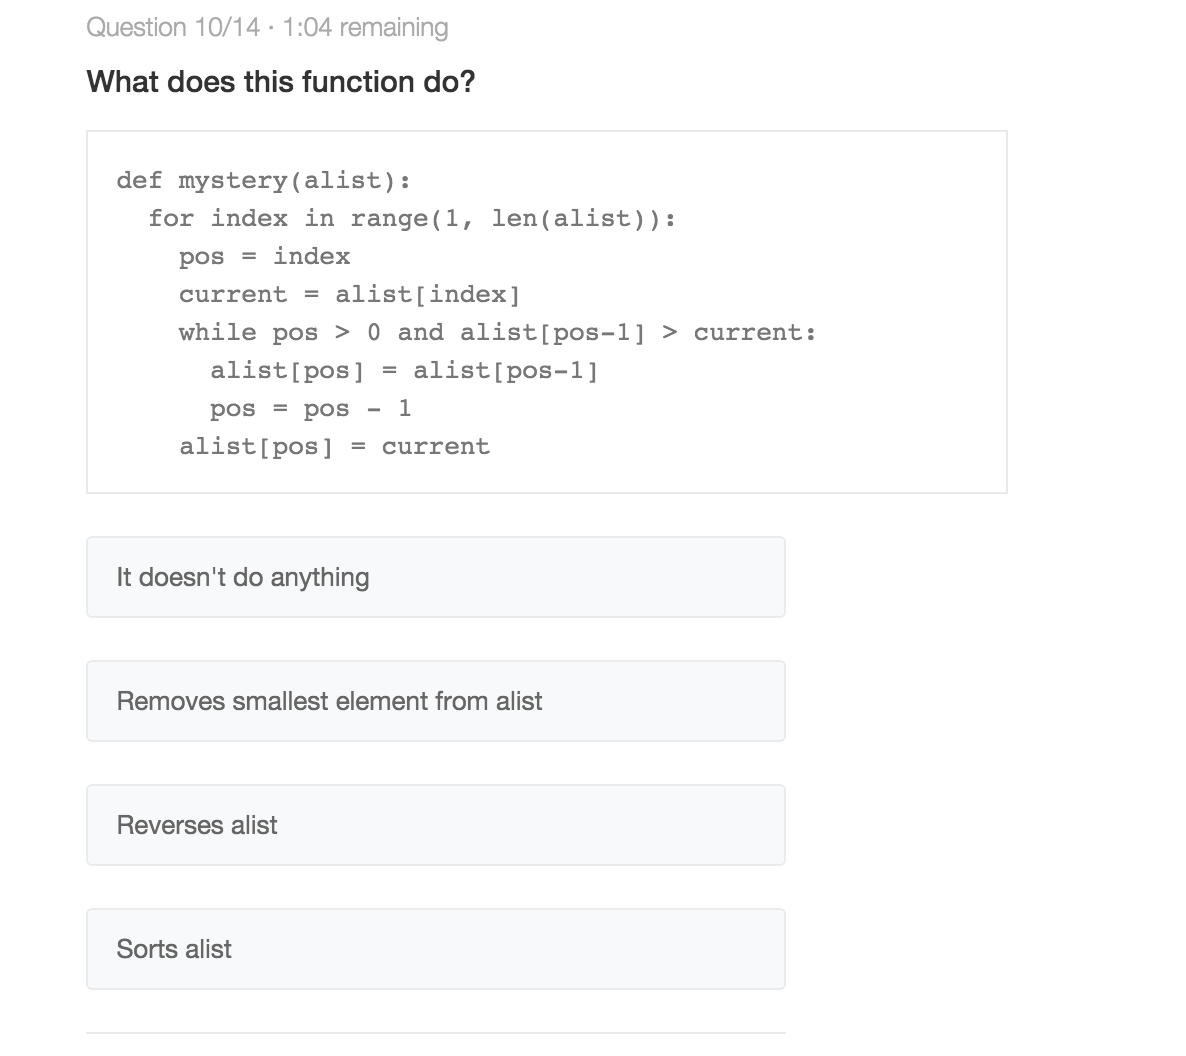 Question 10/14 · 1:04 remaining
What does this function do?
def mystery(alist):
  for index in range(1, len(alist)):
    pos = index
    current = alist[index]
    while pos > 0 and alist[pos-1] > current:
      alist[pos] = alist[pos-1]
      pos = pos - 1
    alist[pos] = current
It doesn't do anything
Removes smallest element from alist
Reverses alist
Sorts alist